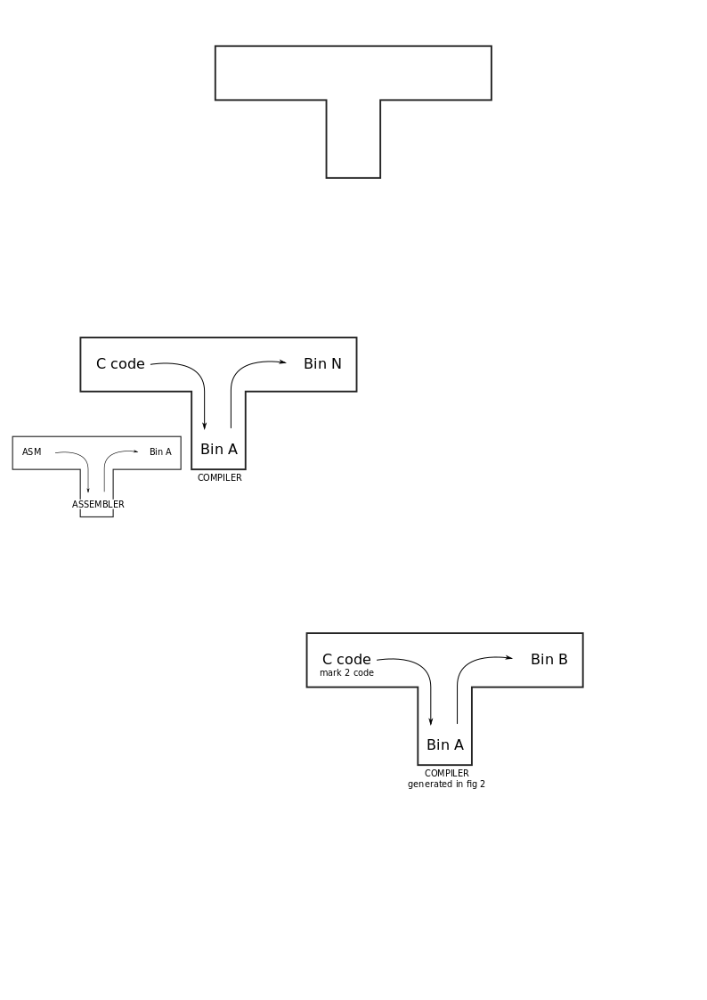 C code
Bin N
Bin A
COMPILER
ASM
Bin A
ASSEMBLER
C code
mark 2 code
Bin B
Bin A
COMPILER
generated in fig 2